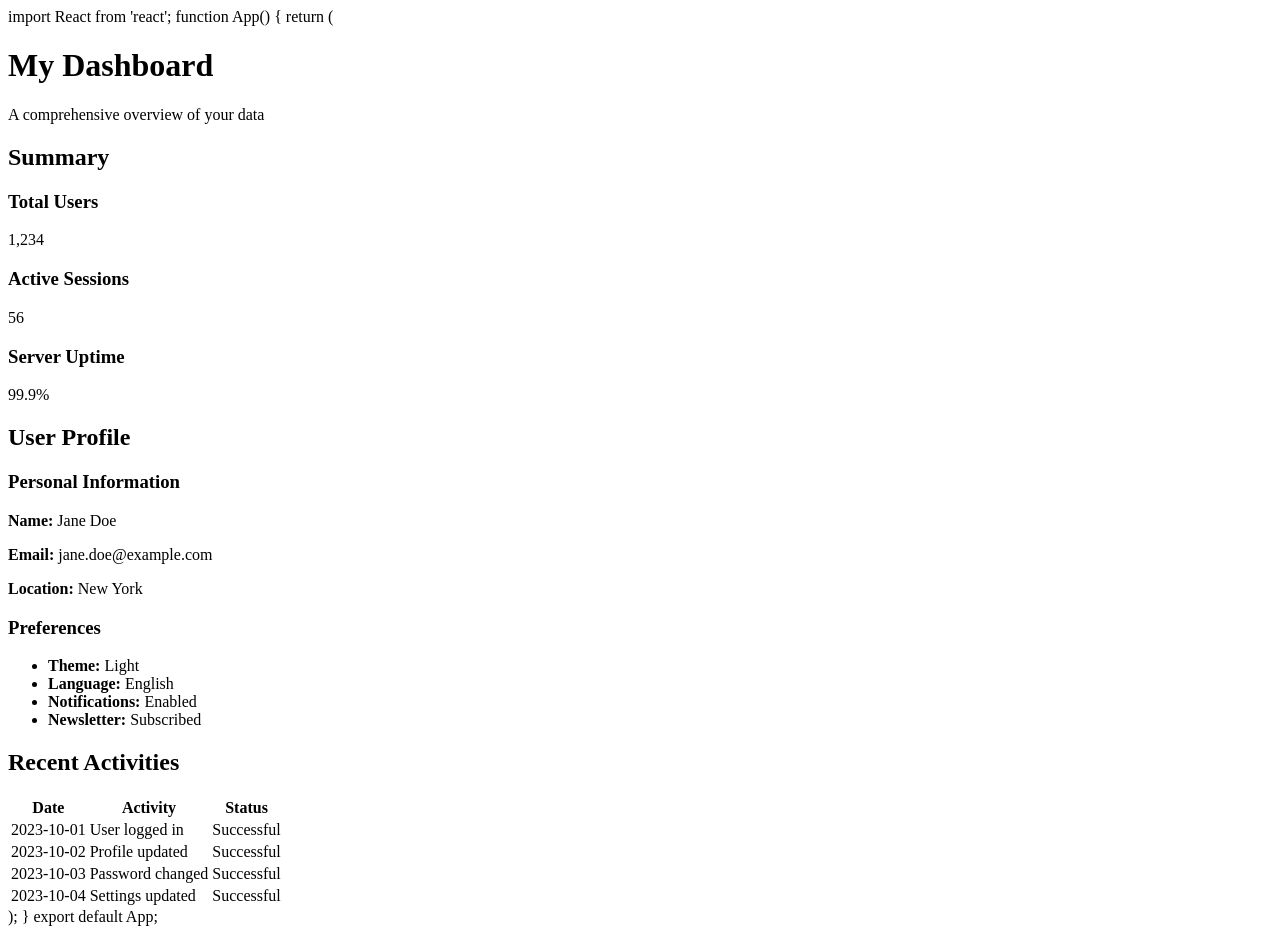 import React from 'react'; function App() { return (
My Dashboard
A comprehensive overview of your data
Summary
Total Users
1,234
Active Sessions
56
Server Uptime
99.9%
User Profile
Personal Information
Name: Jane Doe
Email: jane.doe@example.com
Location: New York
Preferences
• Theme: Light
• Language: English
• Notifications: Enabled
• Newsletter: Subscribed
Recent Activities
Date Activity Status
2023-10-01 User logged in Successful
2023-10-02 Profile updated Successful
2023-10-03 Password changed Successful
2023-10-04 Settings updated Successful
); } export default App;